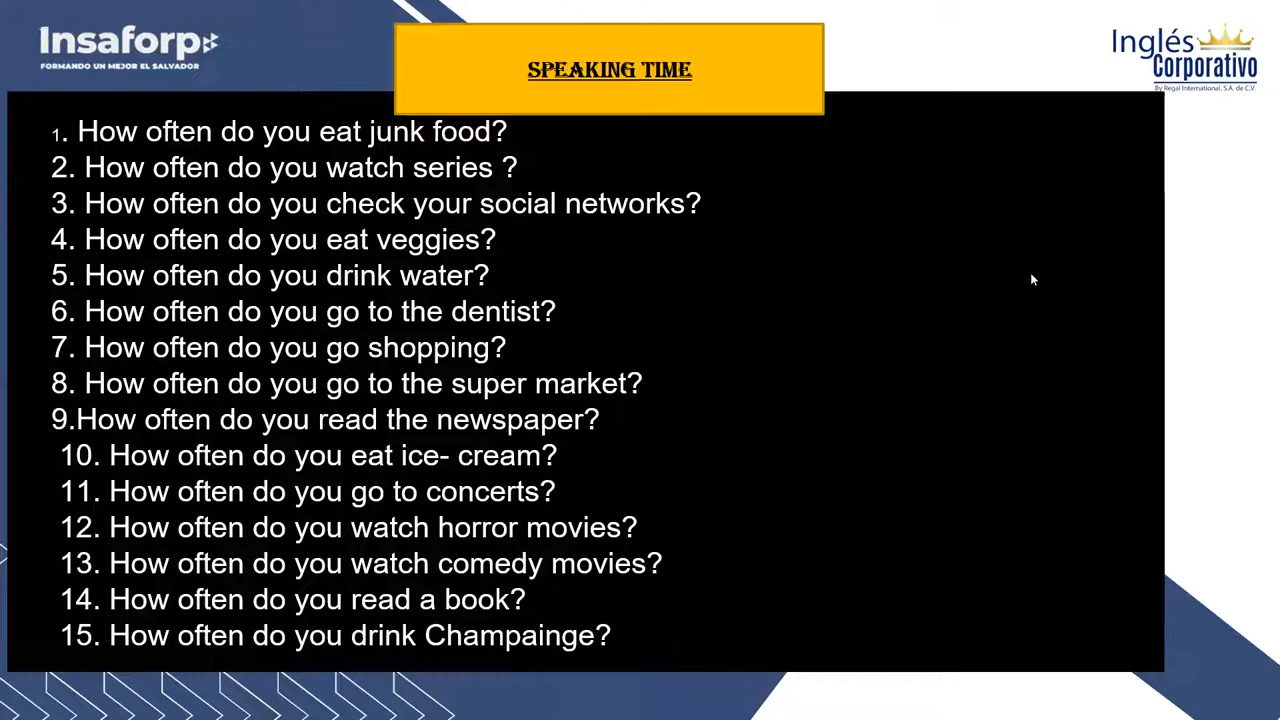 Insaforp
FORMANDO UN MEJOR EL SALVADOR
SPEAKING TIME
Inglés
Corporativo
By Regal International, S.A. de C.V.
1. How often do you eat junk food?
2. How often do you watch series ?
3. How often do you check your social networks?
4. How often do you eat veggies?
5. How often do you drink water?
6. How often do you go to the dentist?
7. How often do you go shopping?
8. How often do you go to the super market?
9.How often do you read the newspaper?
10. How often do you eat ice- cream?
11. How often do you go to concerts?
12. How often do you watch horror movies?
13. How often do you watch comedy movies?
14. How often do you read a book?
15. How often do you drink Champainge?